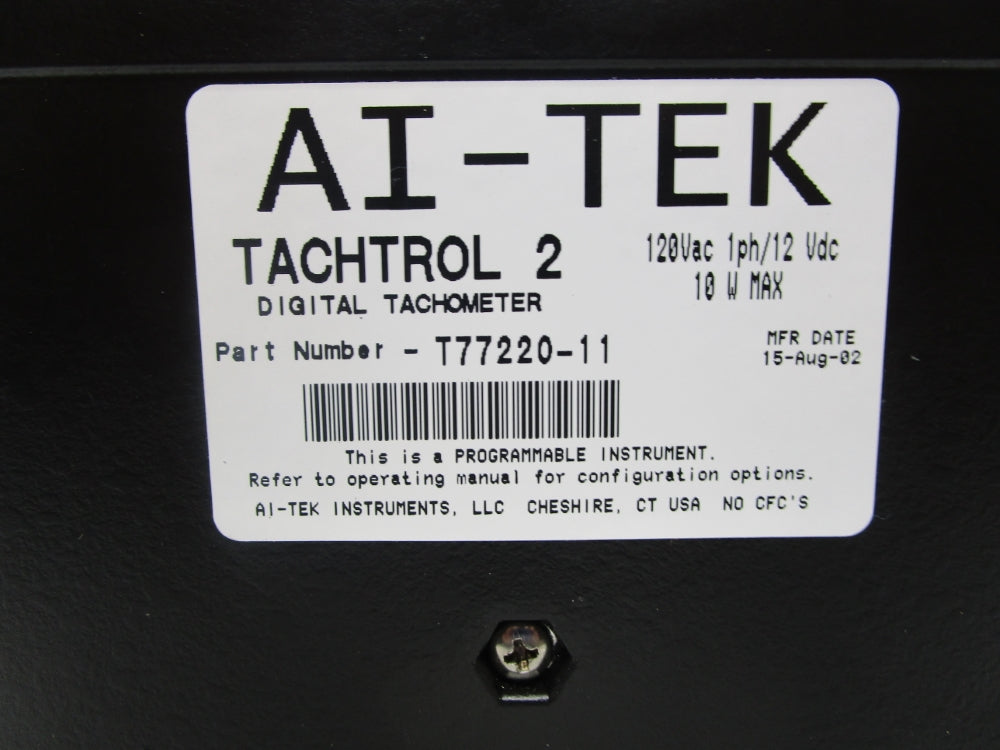 AI-TEK
TACHTROL 2
120Vac 1ph/12 Vdc
DIGITAL TACHOMETER
10 W MAX
Part Number - T77220-11
MFR DATE
15-Aug-02
This is a PROGRAMMABLE INSTRUMENT.
Refer to operating manual for configuration options.
AI-TEK INSTRUMENTS, LLC CHESHIRE, CT USA NO CFC'S